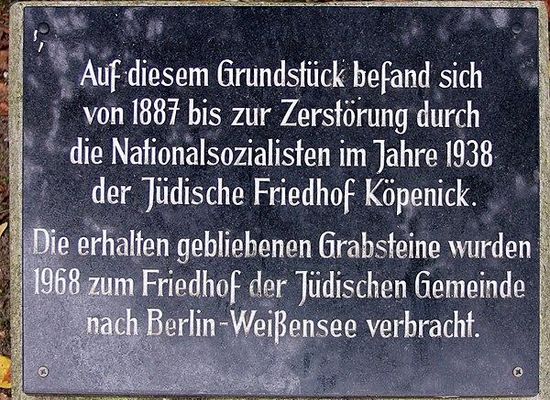 Auf diesem Grundstück befand sich
von 1887 bis zur Zerstörung durch
die Nationalsozialisten im Jahre 1938
der Jüdische Friedhof Köpenick.
Die erhalten gebliebenen Grabsteine wurden
1968 zum Friedhof der Jüdischen Gemeinde
nach Berlin-Weißensee verbracht.